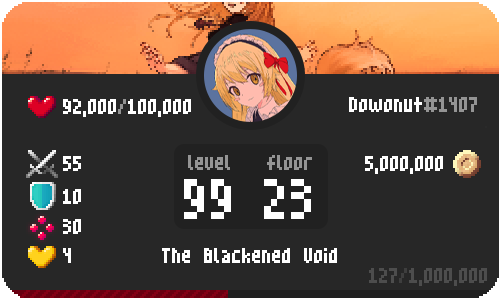 92,000/100,000
Dowonut#1407
55
10
30
4
level
99
floor
23
5,000,000
The Blackened Void
127/1,000,000